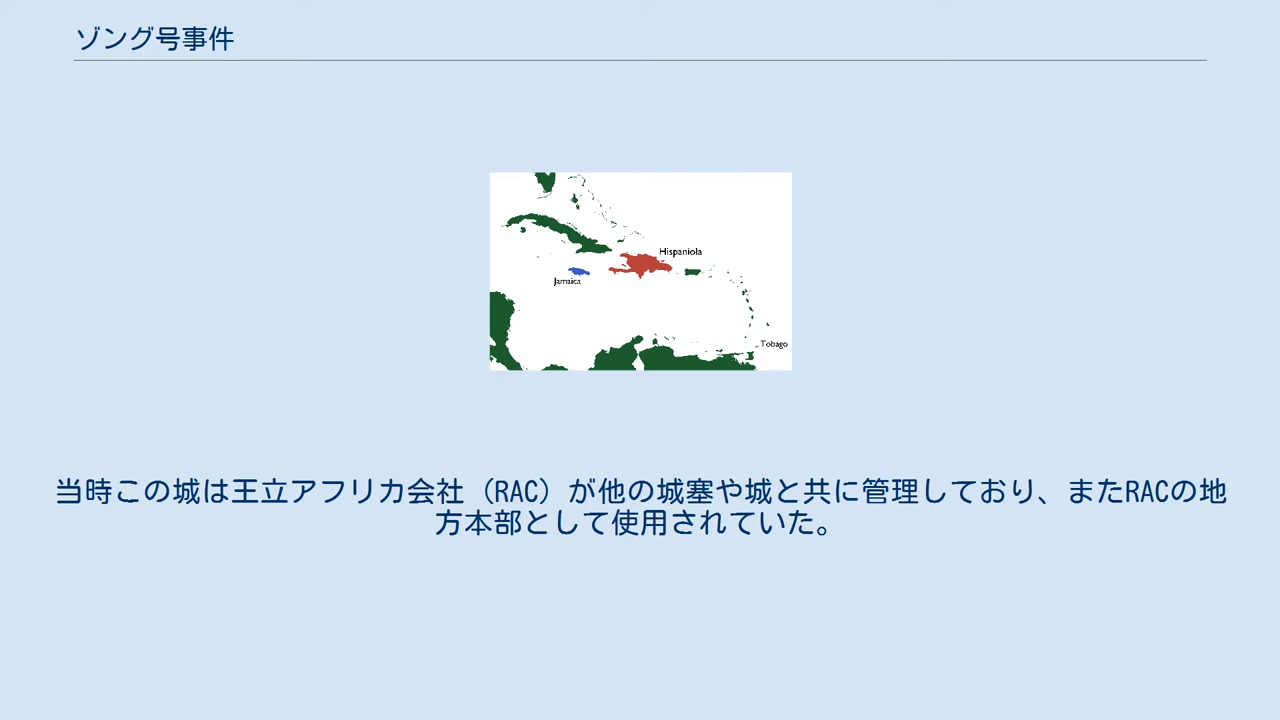 ゾング号事件
Hispaniola
Jamaica
Tobago
当時この城は王立アフリカ会社（RAC）が他の城塞や城と共に管理しており、またRACの地
方本部として使用されていた。